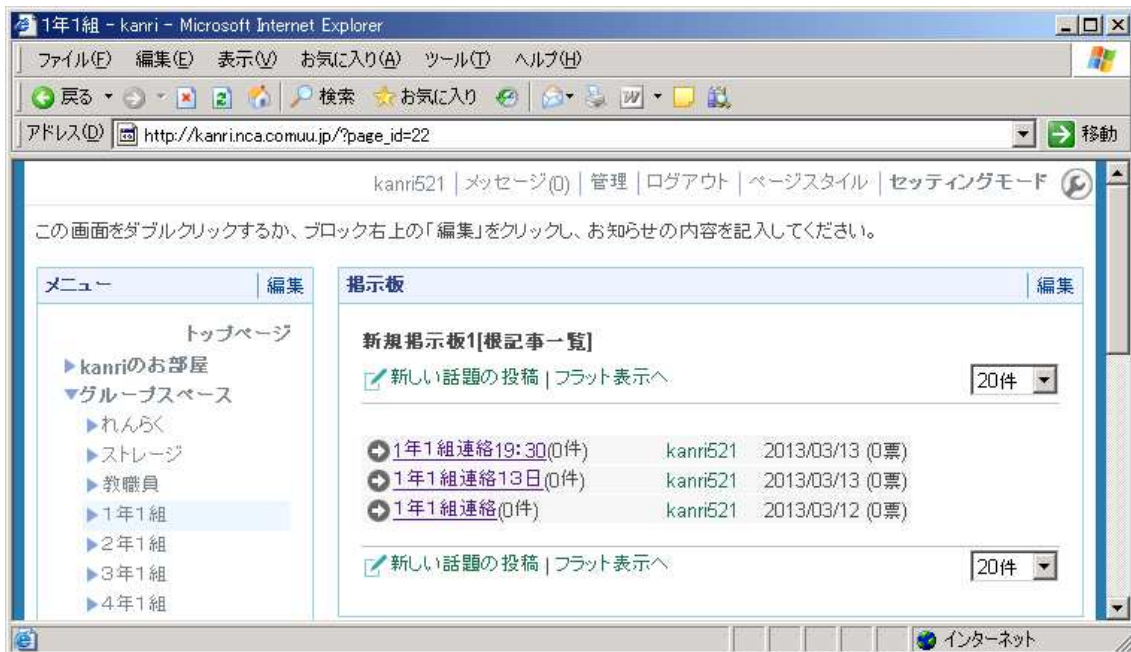 1年1組 - kanri - Microsoft Internet Explorer
ファイル(F) 編集(E) 表示(V) お気に入り(A) ツール(T) ヘルプ(H)
戻る 検索 お気に入り
アドレス(D) http://kanri.nca.comuu.jp/?page_id=22 移動
kanri521 | メッセージ(0) | 管理 | ログアウト | ページスタイル | セッティングモード
この画面をダブルクリックするか、ブロック右上の「編集」をクリックし、お知らせの内容を記入してください。
メニュー 編集
トップページ
kanriのお部屋
グループスペース
れんらく
ストレージ
教職員
1年1組
2年1組
3年1組
4年1組
掲示板 編集
新規掲示板1[根記事一覧]
新しい話題の投稿 | フラット表示へ 20件
1年1組連絡19:30(0件) kanri521 2013/03/13 (0票)
1年1組連絡13日(0件) kanri521 2013/03/13 (0票)
1年1組連絡(0件) kanri521 2013/03/12 (0票)
新しい話題の投稿 | フラット表示へ 20件
インターネット